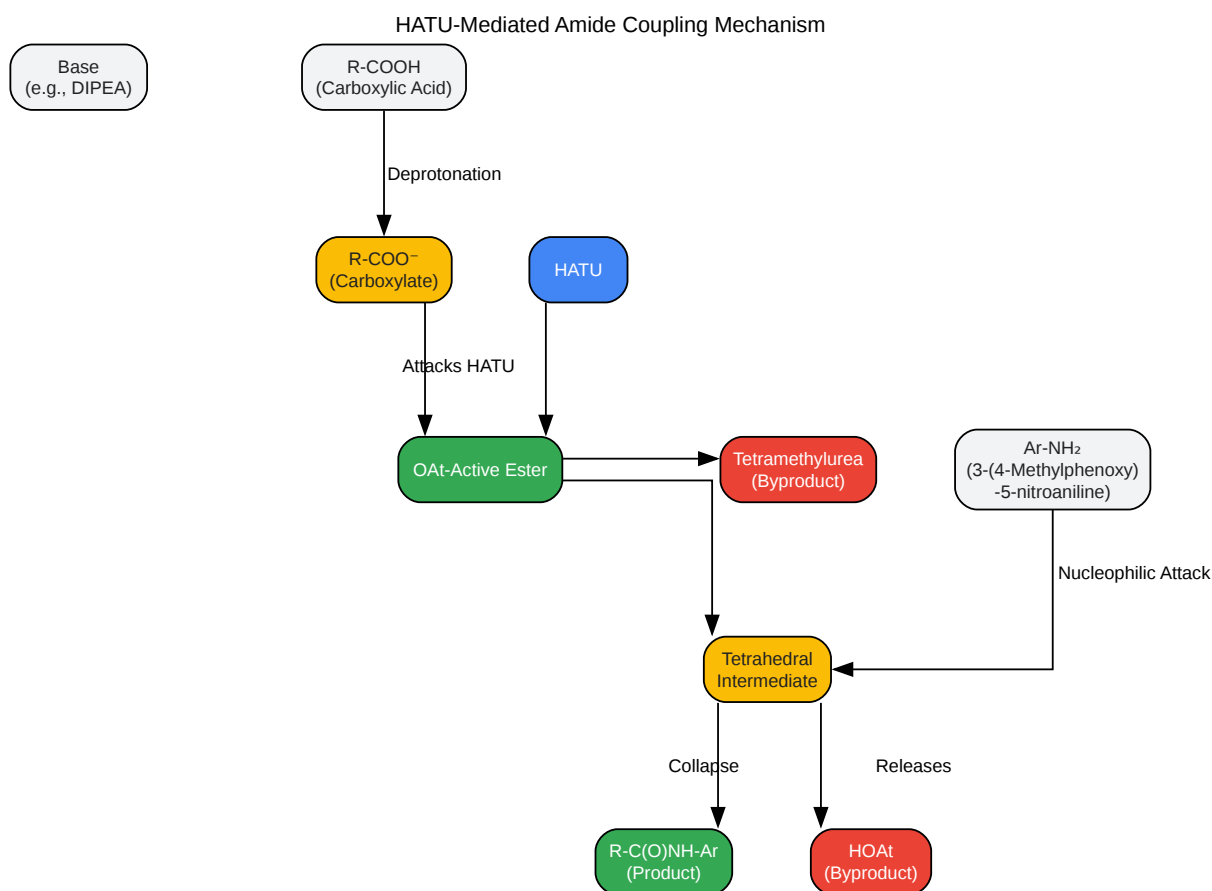 HATU-Mediated Amide Coupling Mechanism
Base
(e.g., DIPEA)
R-COOH
(Carboxylic Acid)
Deprotonation
R-COO⁻
(Carboxylate)
HATU
Attacks HATU
OAt-Active Ester
Tetramethylurea
(Byproduct)
Ar-NH₂
(3-(4-Methylphenoxy)
-5-nitroaniline)
Nucleophilic Attack
Tetrahedral
Intermediate
Collapse
Releases
R-C(O)NH-Ar
(Product)
HOAt
(Byproduct)